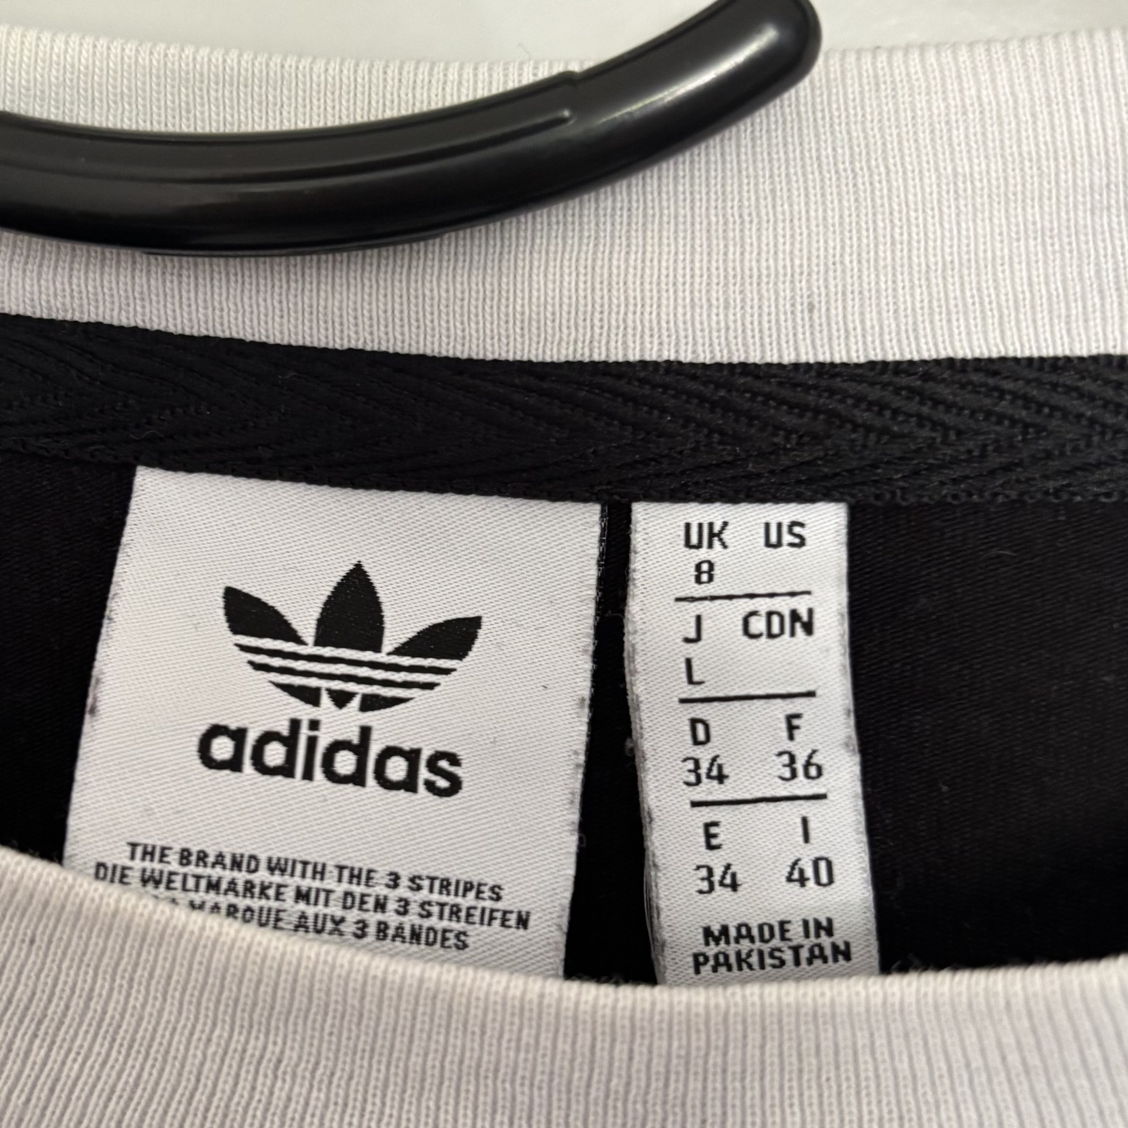 adidas
THE BRAND WITH THE 3 STRIPES
DIE WELTMARKE MIT DEN 3 STREIFEN
MARQUE AUX 3 BANDES
UK US
8
J CDN
L
D F
34 36
E I
34 40
MADE IN
PAKISTAN